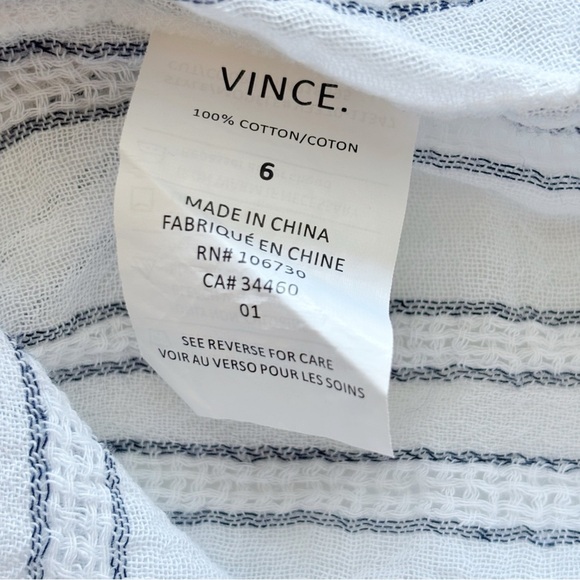 VINCE.
100% COTTON/COTON
6
MADE IN CHINA
FABRIQUÉ EN CHINE
RN# 106730
CA# 34460
01
SEE REVERSE FOR CARE
VOIR AU VERSO POUR LES SOINS